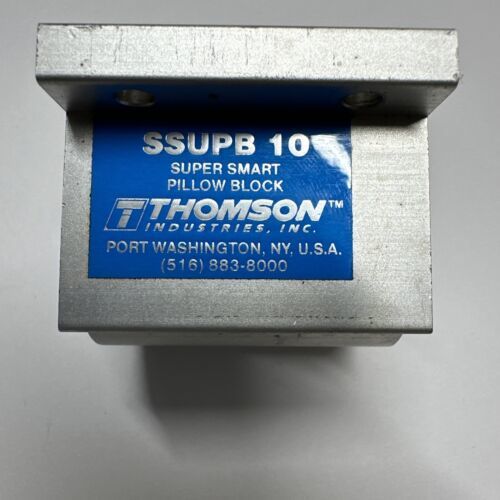 SSUPB 10
SUPER SMART
PILLOW BLOCK
T THOMSON™
INDUSTRIES, INC.
PORT WASHINGTON, NY, U.S.A.
(516) 883-8000